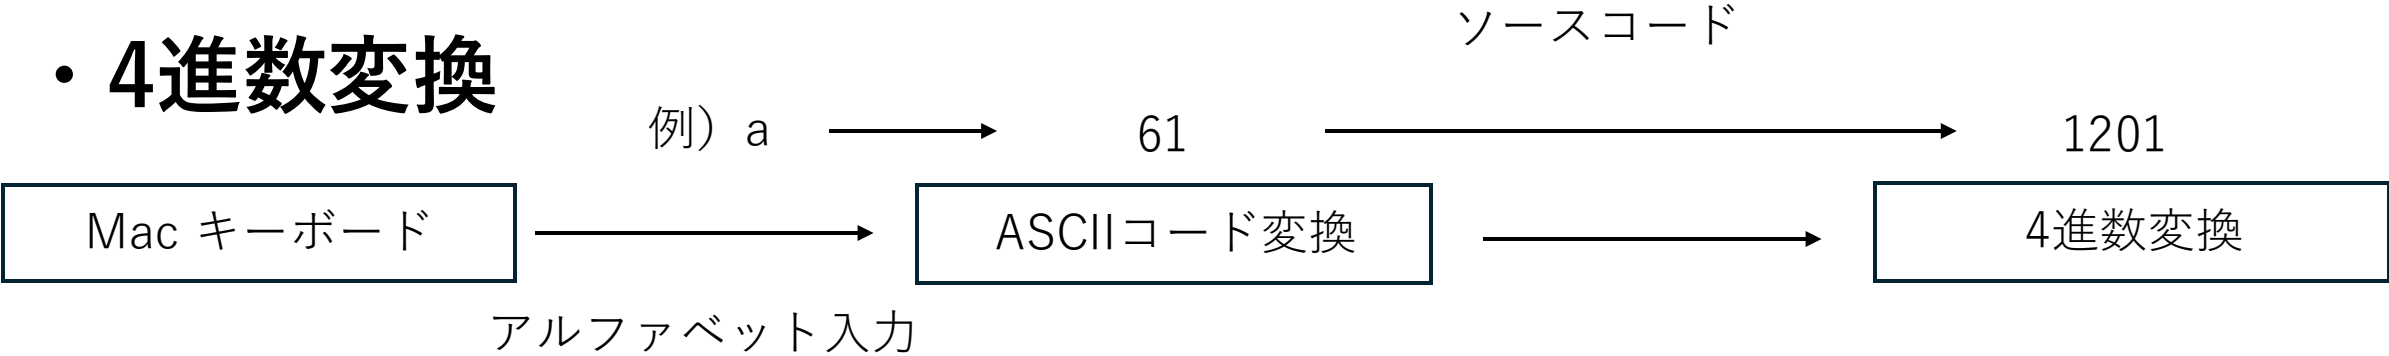 ソースコード
・4進数変換
例）a
61
1201
Mac キーボード
ASCIIコード変換
4進数変換
アルファベット入力